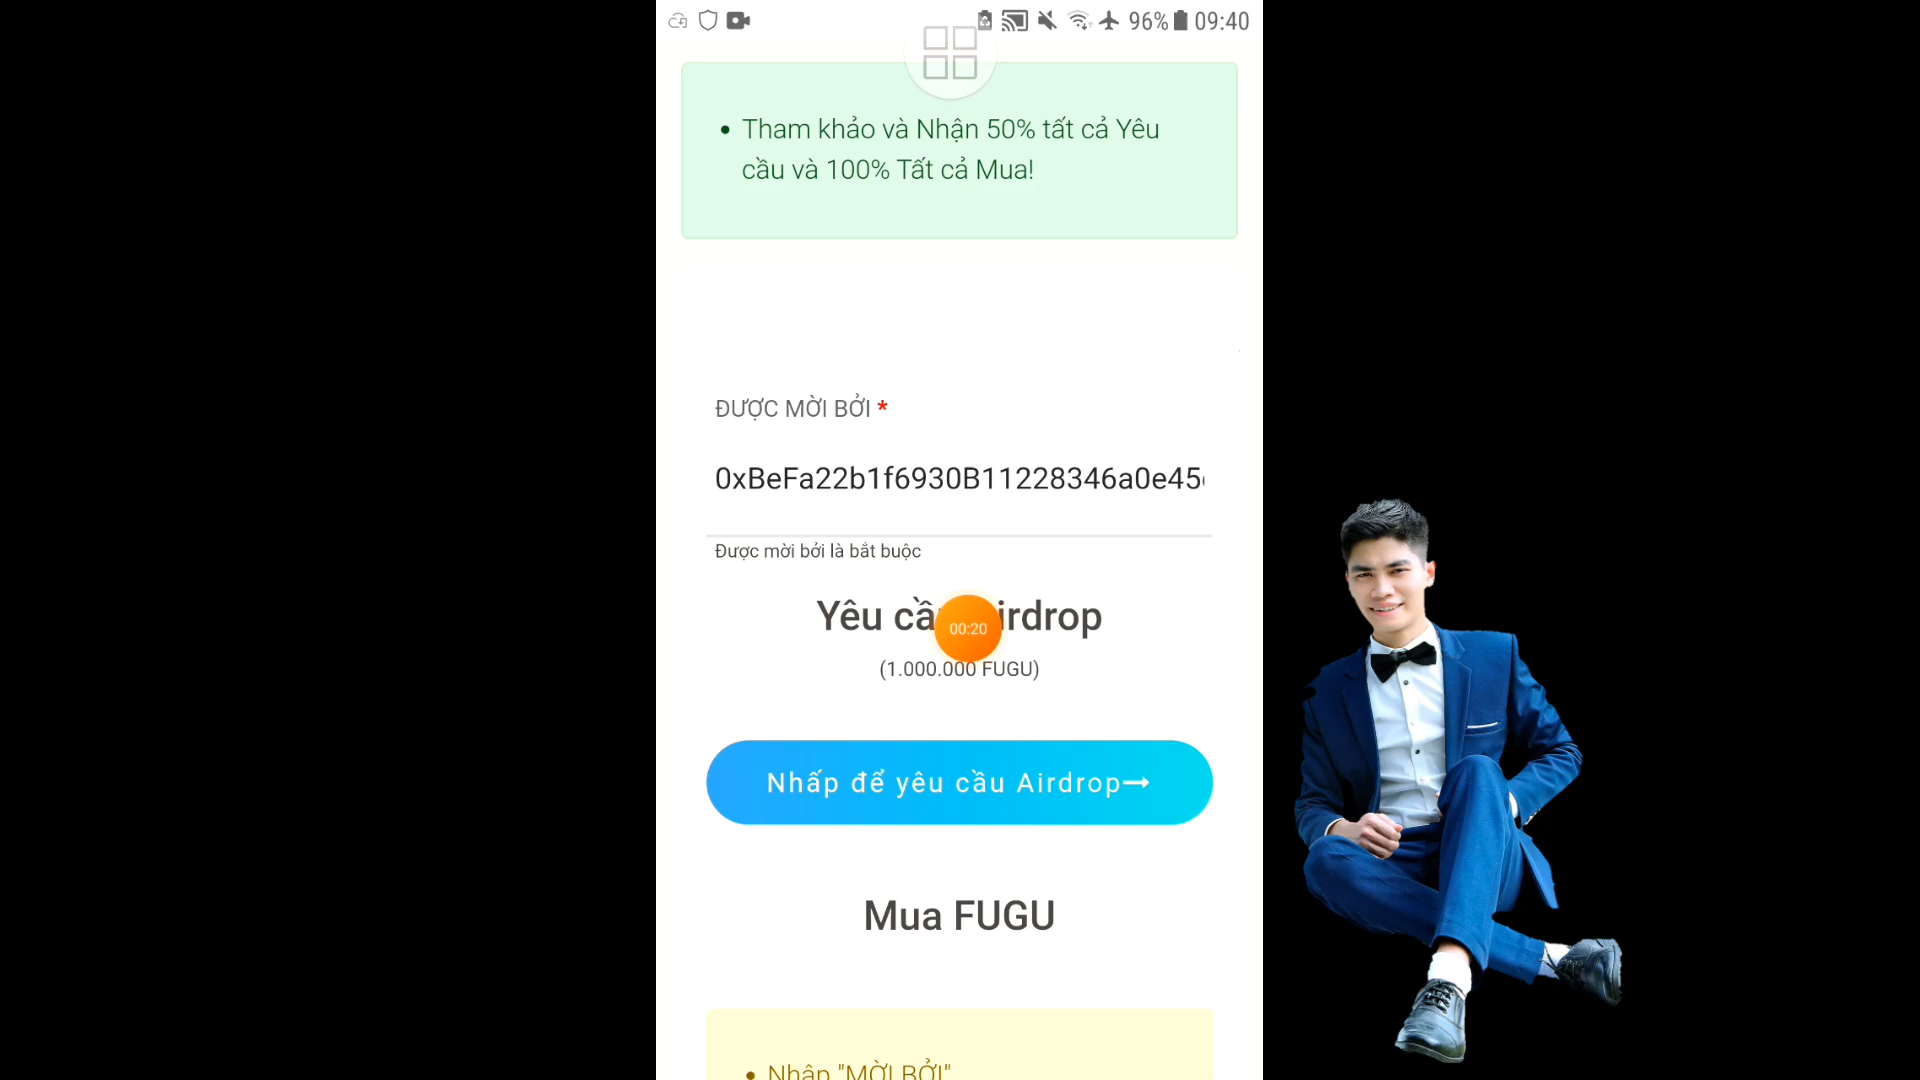 96% 09:40
Tham khảo và Nhận 50% tất cả Yêu
cầu và 100% Tất cả Mua!
ĐƯỢC MỜI BỞI *
0xBeFa22b1f6930B11228346a0e45
Được mời bởi là bắt buộc
Yêu cầu Airdrop
00:20
(1.000.000 FUGU)
Nhấp để yêu cầu Airdrop→
Mua FUGU
Nhập "MỜI BỞI"